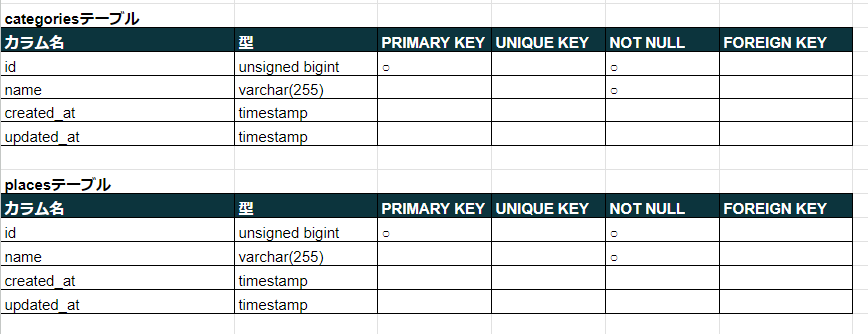 categoriesテーブル
カラム名 型 PRIMARY KEY UNIQUE KEY NOT NULL FOREIGN KEY
id unsigned bigint ○ ○
name varchar(255) ○
created_at timestamp
updated_at timestamp
placesテーブル
カラム名 型 PRIMARY KEY UNIQUE KEY NOT NULL FOREIGN KEY
id unsigned bigint ○ ○
name varchar(255) ○
created_at timestamp
updated_at timestamp